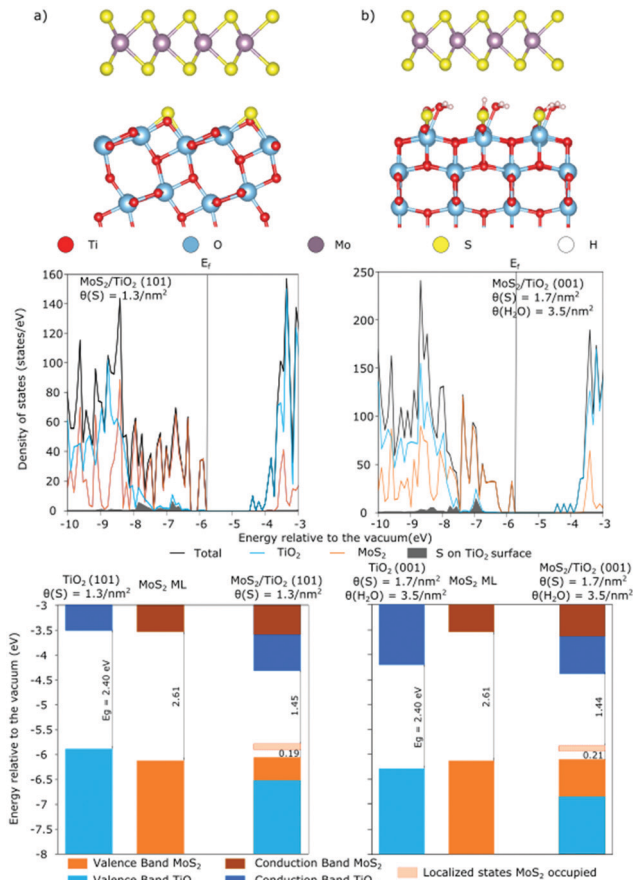 a)
b)
Ti
O
Mo
S
H
E_f
MoS₂/TiO₂ (101)
θ(S) = 1.3/nm²
Density of states (states/eV)
160
140
120
100
80
60
40
20
0
-10
-9
-8
-7
-6
-5
-4
-3
E_f
MoS₂/TiO₂ (001)
θ(S) = 1.7/nm²
θ(H₂O) = 3.5/nm²
250
200
150
100
50
0
-10
-9
-8
-7
-6
-5
-4
-3
Energy relative to the vacuum(eV)
Total
TiO₂
MoS₂
S on TiO₂ surface
TiO₂ (101)
θ(S) = 1.3/nm²
MoS₂ ML
MoS₂/TiO₂ (101)
θ(S) = 1.3/nm²
TiO₂ (001)
θ(S) = 1.7/nm²
θ(H₂O) = 3.5/nm²
MoS₂ ML
MoS₂/TiO₂ (001)
θ(S) = 1.7/nm²
θ(H₂O) = 3.5/nm²
Energy relative to the vacuum (eV)
-3
-3.5
-4
-4.5
-5
-5.5
-6
-6.5
-7
-7.5
-8
Eg = 2.40 eV
2.61
1.45
0.19
Eg = 2.40 eV
2.61
1.44
0.21
Valence Band MoS₂
Conduction Band MoS₂
Localized states MoS₂ occupied
Valence Band TiO₂
Conduction Band TiO₂